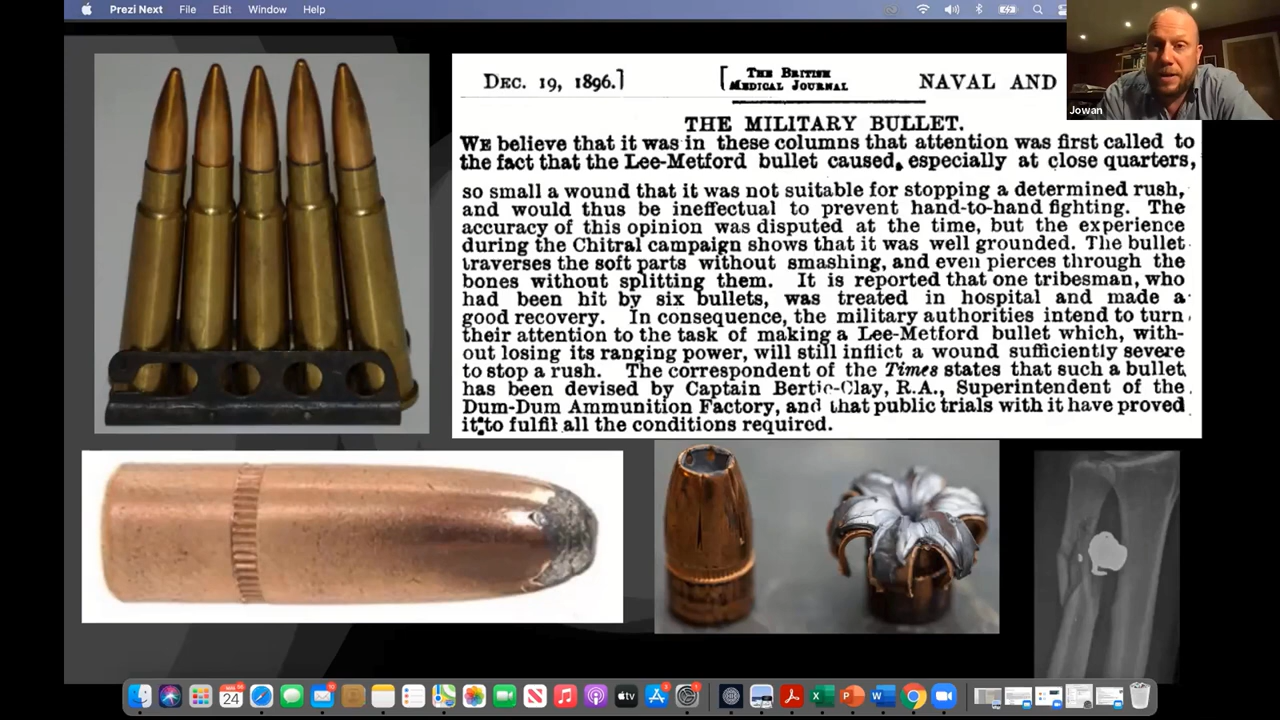 Prezi Next File Edit Window Help
Jowan
DEC. 19, 1896.] [THE BRITISH MEDICAL JOURNAL NAVAL AND
THE MILITARY BULLET.
WE believe that it was in these columns that attention was first called to
the fact that the Lee-Metford bullet caused, especially at close quarters,
so small a wound that it was not suitable for stopping a determined rush,
and would thus be ineffectual to prevent hand-to-hand fighting. The
accuracy of this opinion was disputed at the time, but the experience
during the Chitral campaign shows that it was well grounded. The bullet
traverses the soft parts without smashing, and even pierces through the
bones without splitting them. It is reported that one tribesman, who
had been hit by six bullets, was treated in hospital and made a
good recovery. In consequence, the military authorities intend to turn
their attention to the task of making a Lee-Metford bullet which, with-
out losing its ranging power, will still inflict a wound sufficiently severe
to stop a rush. The correspondent of the Times states that such a bullet
has been devised by Captain Bertie-Clay, R.A., Superintendent of the
Dum-Dum Ammunition Factory, and that public trials with it have proved
it to fulfil all the conditions required.
24
tv